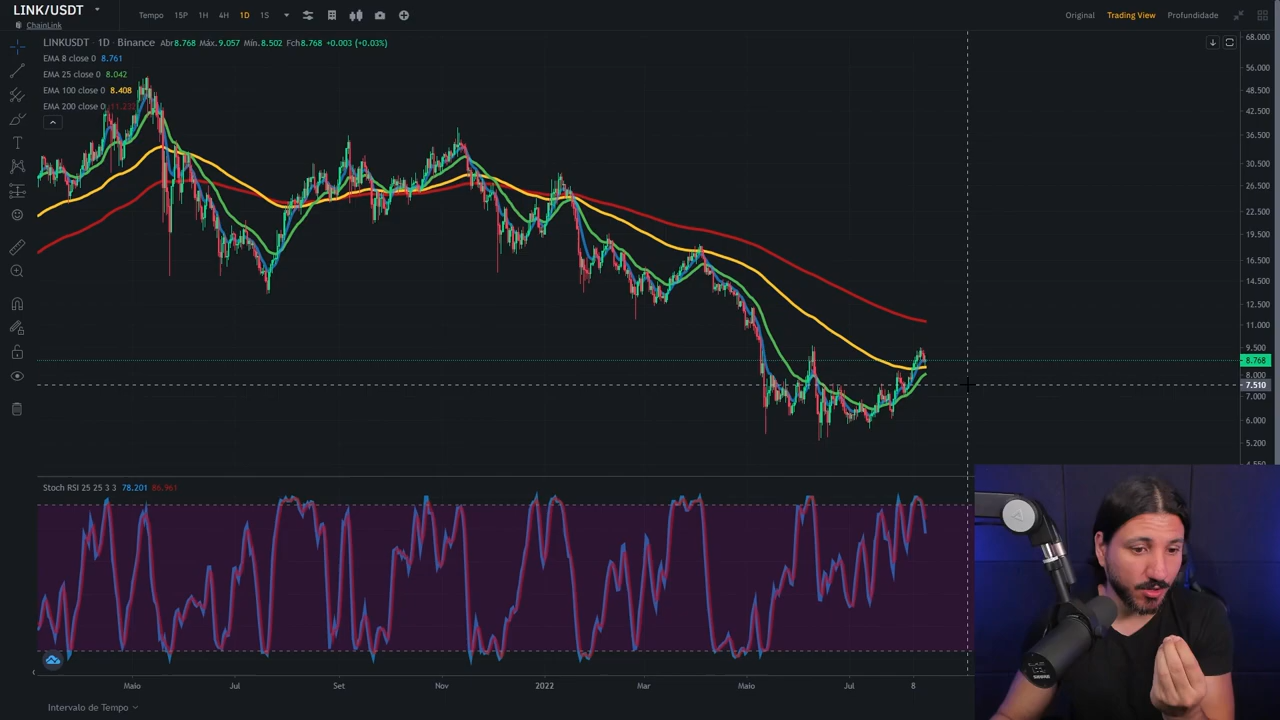 LINK/USDT
ChainLink
Tempo 15P 1H 4H 1D 1S
Original Trading View Profundidade
LINKUSDT · 1D · Binance Abr8.768 Máx.9.057 Mín.8.502 Fch8.768 +0.003 (+0.03%)
EMA 8 close 0 8.761
EMA 25 close 0 8.042
EMA 100 close 0 8.408
EMA 200 close 0
68.000
56.000
48.500
42.500
36.500
30.500
26.500
22.500
19.500
16.500
14.500
12.500
11.000
9.500
8.768
8.000
7.510
7.000
6.000
5.200
Stoch RSI 25 25 3 3 78.201 86.961
Maio Jul Set Nov 2022 Mar Maio Jul 8
Intervalo de Tempo